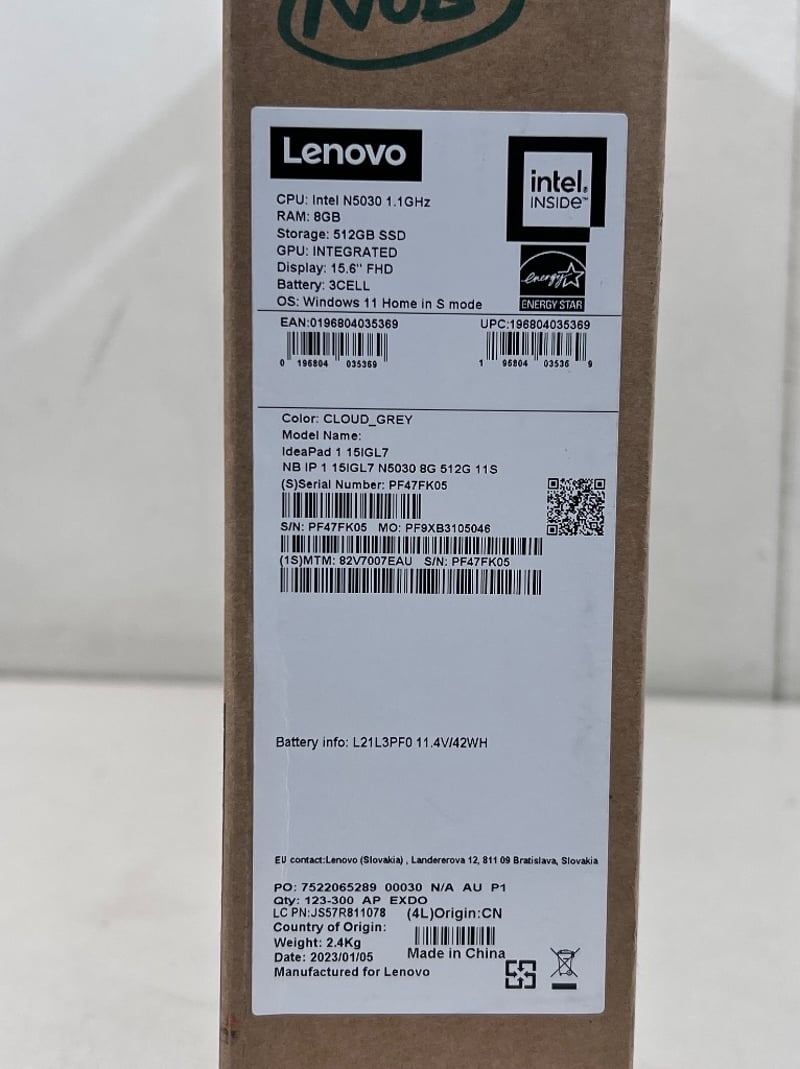 NUB
Lenovo
intel.
INSIDE™
CPU: Intel N5030 1.1GHz
RAM: 8GB
Storage: 512GB SSD
GPU: INTEGRATED
Display: 15.6" FHD
Battery: 3CELL
OS: Windows 11 Home in S mode
energy
ENERGY STAR
EAN:0196804035369 UPC:196804035369
0 196804 035369 1 96804 03536 9
Color: CLOUD_GREY
Model Name:
IdeaPad 1 15IGL7
NB IP 1 15IGL7 N5030 8G 512G 11S
(S)Serial Number: PF47FK05
S/N: PF47FK05 MO: PF9XB3105046
(1S)MTM: 82V7007EAU S/N: PF47FK05
Battery info: L21L3PF0 11.4V/42WH
EU contact:Lenovo (Slovakia) , Landererova 12, 811 09 Bratislava, Slovakia
PO: 7522065289 00030 N/A AU P1
Qty: 123-300 AP EXDO
LC PN:JS57R811078 (4L)Origin:CN
Country of Origin:
Weight: 2.4Kg
Made in China
Date: 2023/01/05
Manufactured for Lenovo